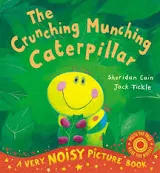 The
Crunching Munching
Caterpillar
Sheridan Cain
Jack Tickle
A VERY NOISY PICTURE BOOK